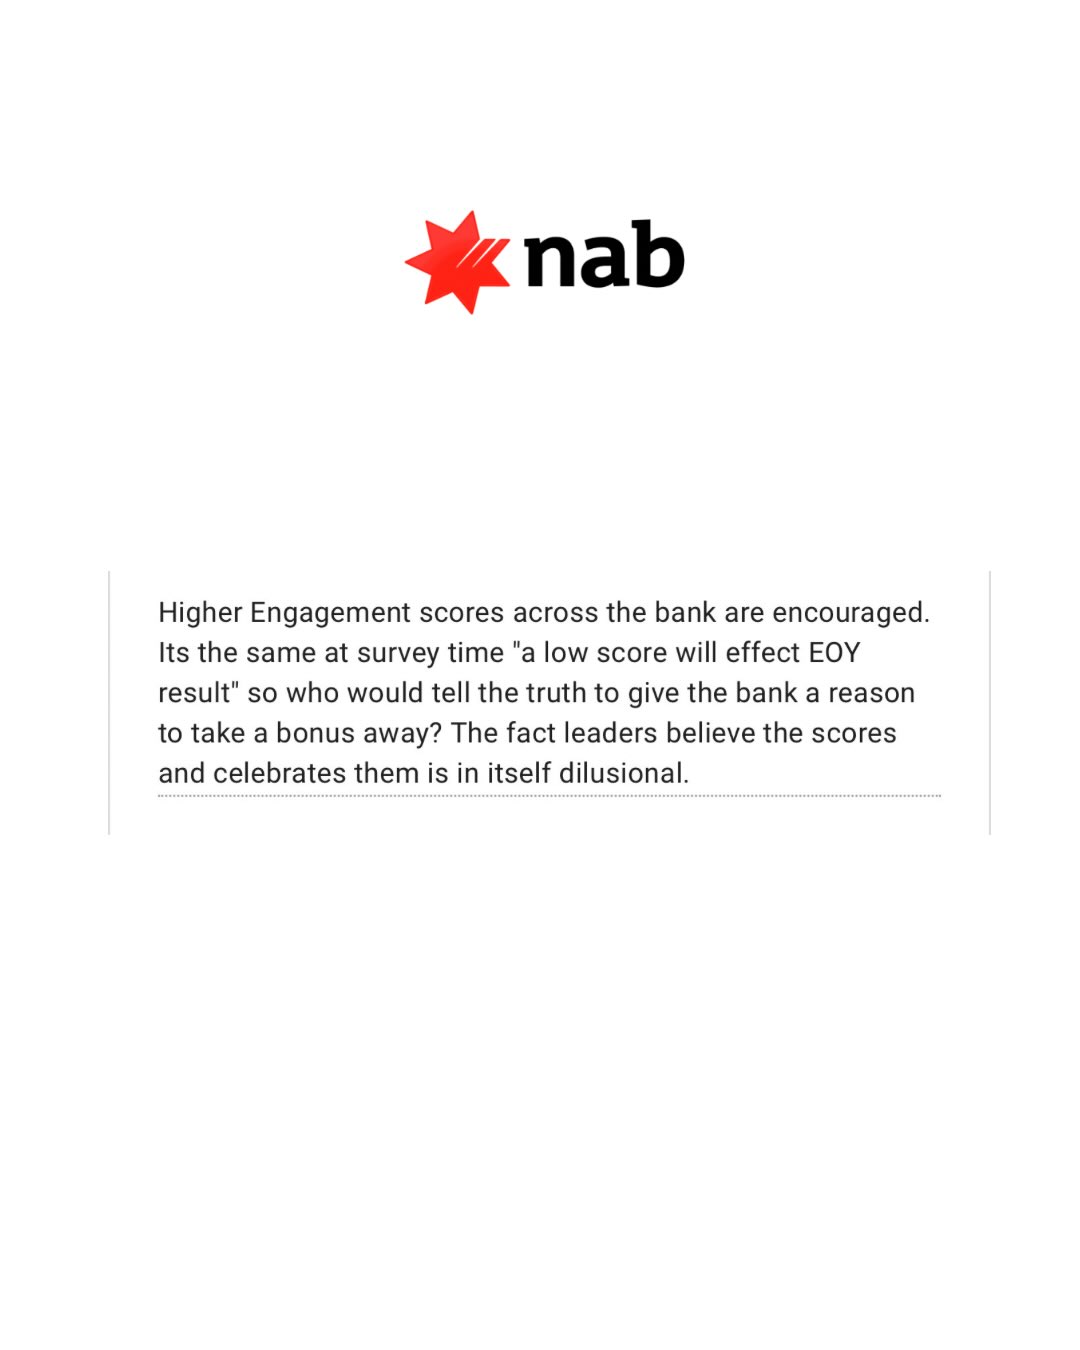 nab
Higher Engagement scores across the bank are encouraged.
Its the same at survey time "a low score will effect EOY
result" so who would tell the truth to give the bank a reason
to take a bonus away? The fact leaders believe the scores
and celebrates them is in itself dilusional.